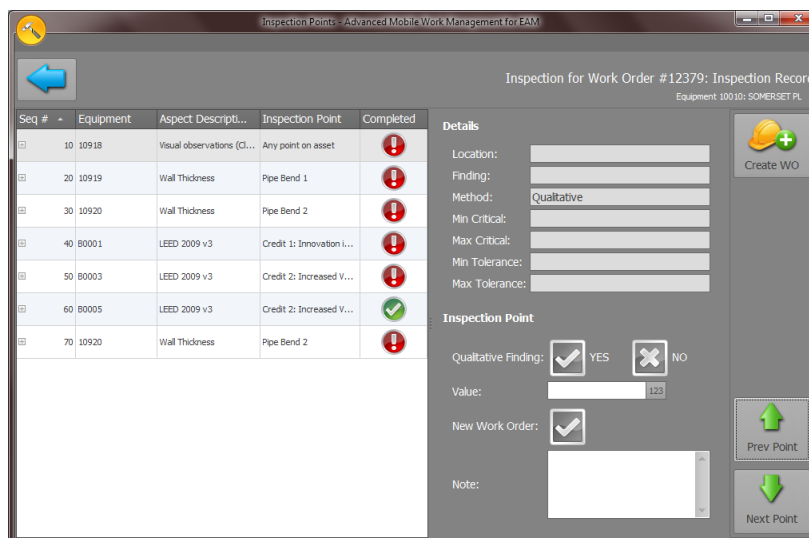 Inspection Points - Advanced Mobile Work Management for EAM
Inspection for Work Order #12379: Inspection Recor
Equipment 10010: SOMERSET PL
Seq # Equipment Aspect Descripti... Inspection Point Completed
10 10918 Visual observations (Cl... Any point on asset
20 10919 Wall Thickness Pipe Bend 1
30 10920 Wall Thickness Pipe Bend 2
40 B0001 LEED 2009 v3 Credit 1: Innovation i...
50 B0003 LEED 2009 v3 Credit 2: Increased V...
60 B0005 LEED 2009 v3 Credit 2: Increased V...
70 10920 Wall Thickness Pipe Bend 2
Details
Location:
Finding:
Method: Qualitative
Min Critical:
Max Critical:
Min Tolerance:
Max Tolerance:
Inspection Point
Qualitative Finding: YES NO
Value: 123
New Work Order:
Note:
Create WO
Prev Point
Next Point